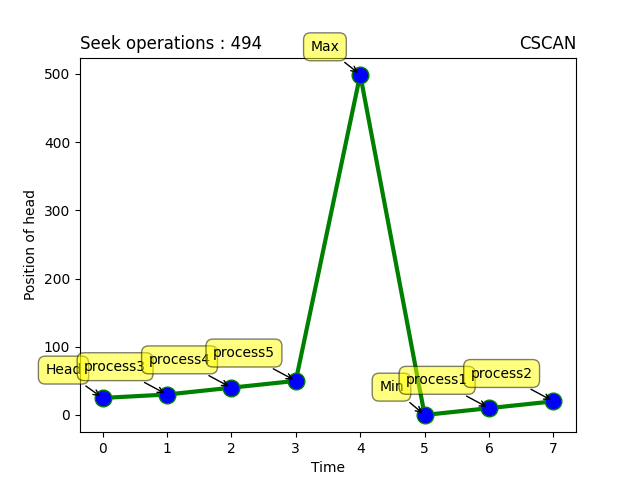 Seek operations : 494
CSCAN
Max
500
400
300
200
100
0
Position of head
Head
process3
process4
process5
Min
process1
process2
0 1 2 3 4 5 6 7
Time